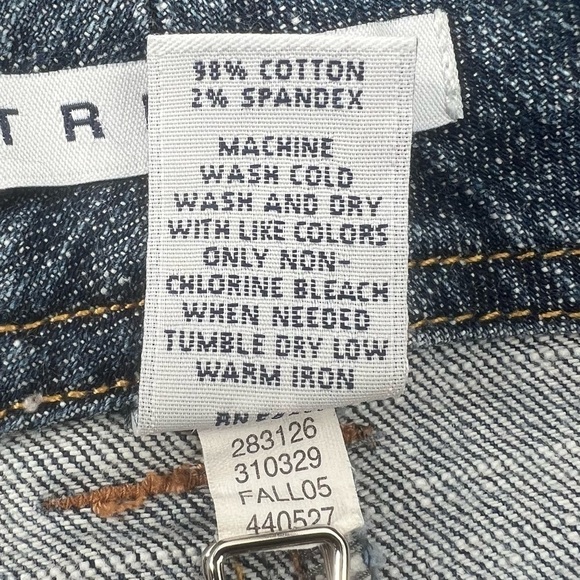 TR
98% COTTON
2% SPANDEX
MACHINE
WASH COLD
WASH AND DRY
WITH LIKE COLORS
ONLY NON-
CHLORINE BLEACH
WHEN NEEDED
TUMBLE DRY LOW
WARM IRON
283126
310329
FALL05
440527